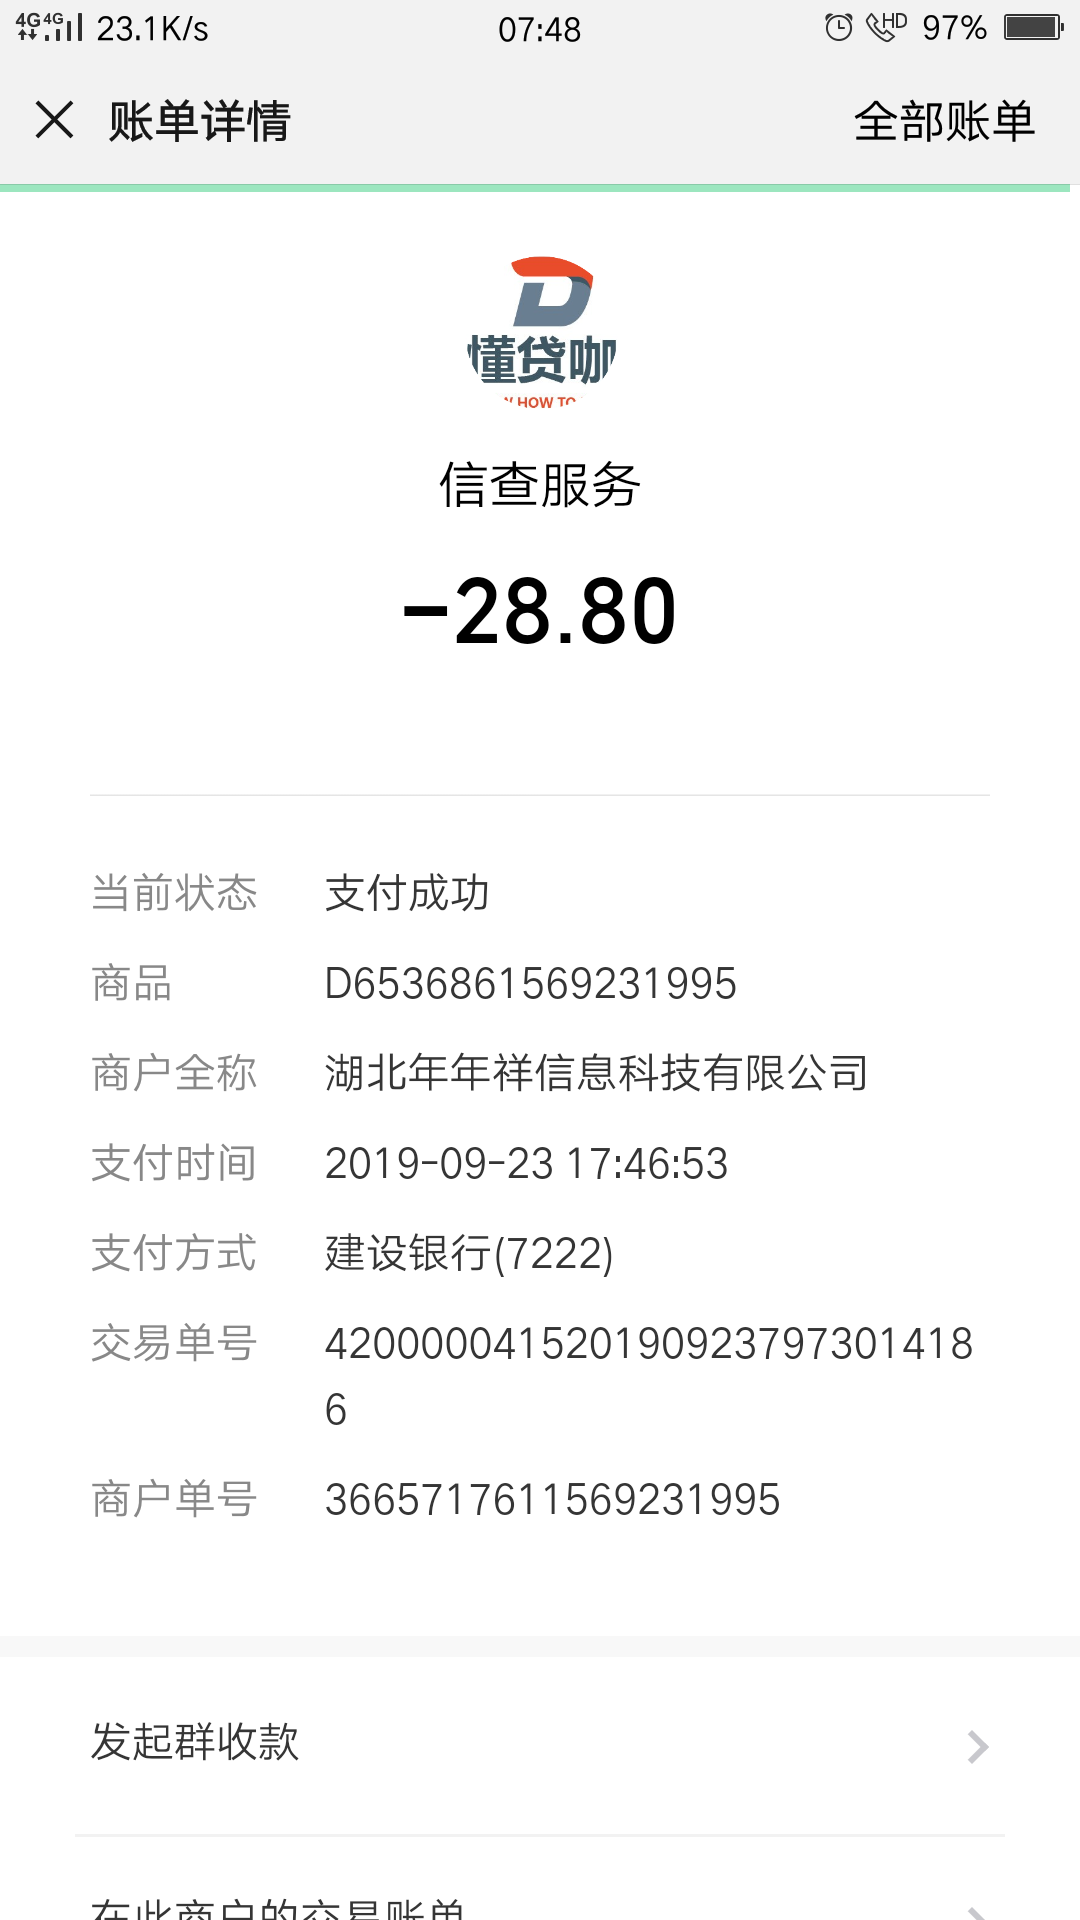 4G 4G 23.1K/s 07:48 HD 97%
账单详情 全部账单
懂贷咖
HOW TO
信查服务
-28.80
当前状态 支付成功
商品 D6536861569231995
商户全称 湖北年年祥信息科技有限公司
支付时间 2019-09-23 17:46:53
支付方式 建设银行(7222)
交易单号 420000041520190923797301418
6
商户单号 3665717611569231995
发起群收款
在此商户的交易账单